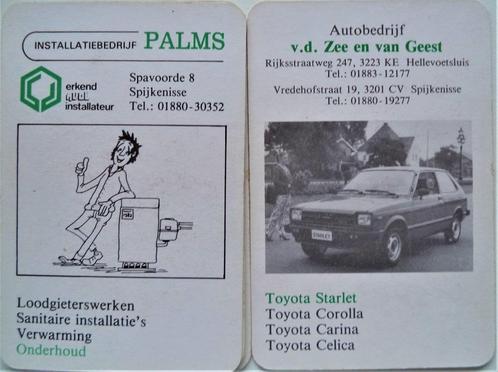 INSTALLATIEBEDRIJF PALMS
erkend
installateur
Spavoorde 8
Spijkenisse
Tel.: 01880-30352
Loodgieterswerken
Sanitaire installatie's
Verwarming
Onderhoud
Autobedrijf
v.d. Zee en van Geest
Rijksstraatweg 247, 3223 KE Hellevoetsluis
Tel.: 01883-12177
Vredehofstraat 19, 3201 CV Spijkenisse
Tel.: 01880-19277
STARLET
Toyota Starlet
Toyota Corolla
Toyota Carina
Toyota Celica